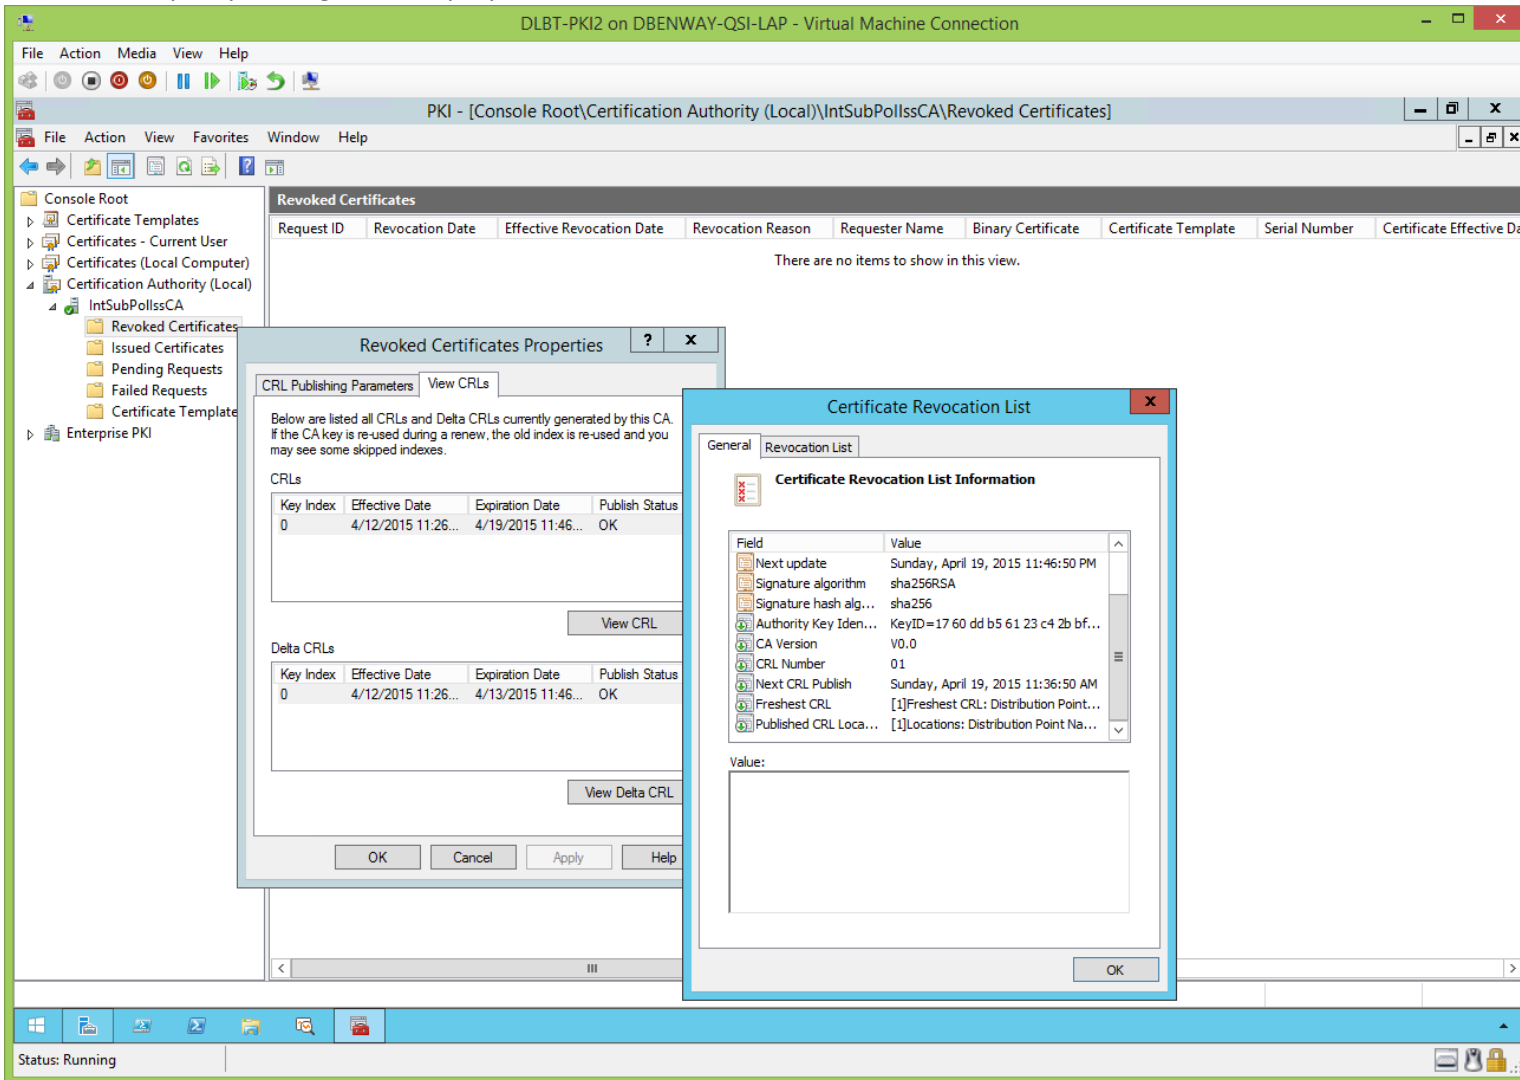 DLBT-PKI2 on DBENWAY-QSI-LAP - Virtual Machine Connection
File Action Media View Help
PKI - [Console Root\Certification Authority (Local)\IntSubPolIssCA\Revoked Certificates]
File Action View Favorites Window Help
Console Root
Certificate Templates
Certificates - Current User
Certificates (Local Computer)
Certification Authority (Local)
IntSubPolIssCA
Revoked Certificates
Issued Certificates
Pending Requests
Failed Requests
Certificate Template
Enterprise PKI
Revoked Certificates
Request ID Revocation Date Effective Revocation Date Revocation Reason Requester Name Binary Certificate Certificate Template Serial Number Certificate Effective Da
There are no items to show in this view.
Revoked Certificates Properties
CRL Publishing Parameters View CRLs
Below are listed all CRLs and Delta CRLs currently generated by this CA.
If the CA key is re-used during a renew, the old index is re-used and you
may see some skipped indexes.
CRLs
Key Index Effective Date Expiration Date Publish Status
0 4/12/2015 11:26... 4/19/2015 11:46... OK
View CRL
Delta CRLs
Key Index Effective Date Expiration Date Publish Status
0 4/12/2015 11:26... 4/13/2015 11:46... OK
View Delta CRL
OK Cancel Apply Help
Certificate Revocation List
General Revocation List
Certificate Revocation List Information
Field Value
Next update Sunday, April 19, 2015 11:46:50 PM
Signature algorithm sha256RSA
Signature hash alg... sha256
Authority Key Iden... KeyID=17 60 dd b5 61 23 c4 2b bf...
CA Version V0.0
CRL Number 01
Next CRL Publish Sunday, April 19, 2015 11:36:50 AM
Freshest CRL [1]Freshest CRL: Distribution Point...
Published CRL Loca... [1]Locations: Distribution Point Na...
Value:
OK
Status: Running